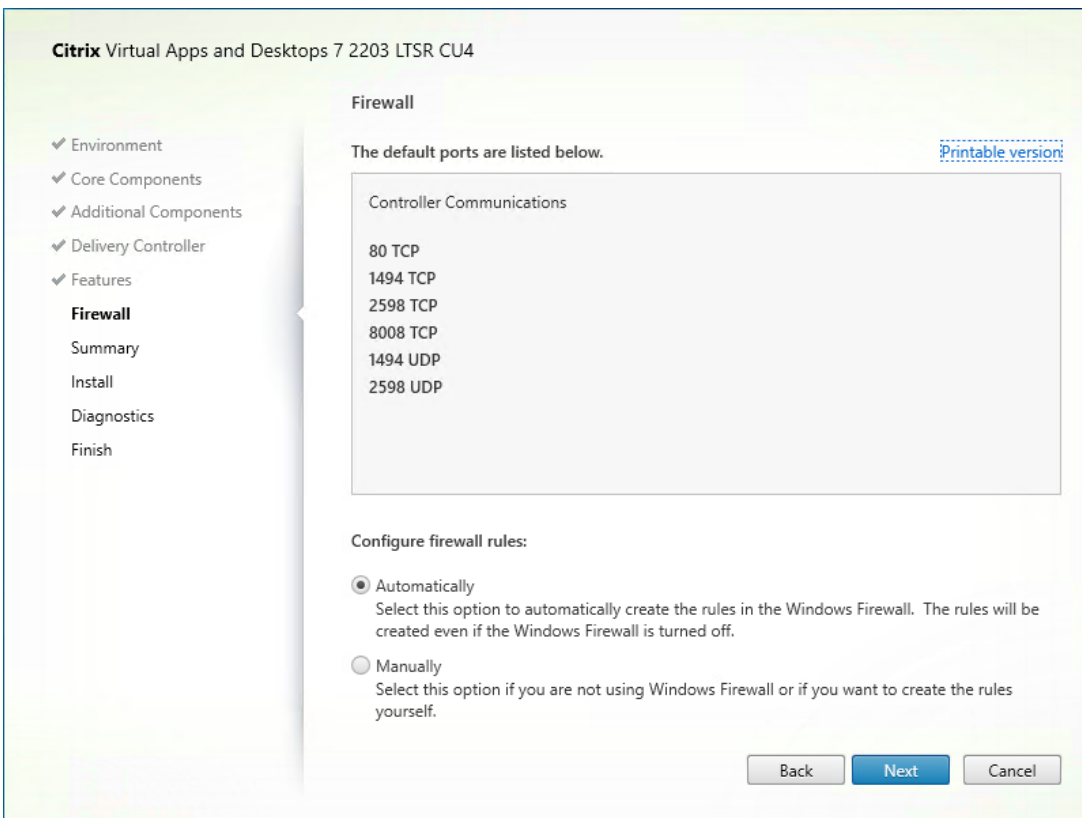 Citrix Virtual Apps and Desktops 7 2203 LTSR CU4
Environment
Core Components
Additional Components
Delivery Controller
Features
Firewall
Summary
Install
Diagnostics
Finish
Firewall
The default ports are listed below.
Printable version
Controller Communications
80 TCP
1494 TCP
2598 TCP
8008 TCP
1494 UDP
2598 UDP
Configure firewall rules:
Automatically
Select this option to automatically create the rules in the Windows Firewall. The rules will be
created even if the Windows Firewall is turned off.
Manually
Select this option if you are not using Windows Firewall or if you want to create the rules
yourself.
Back
Next
Cancel